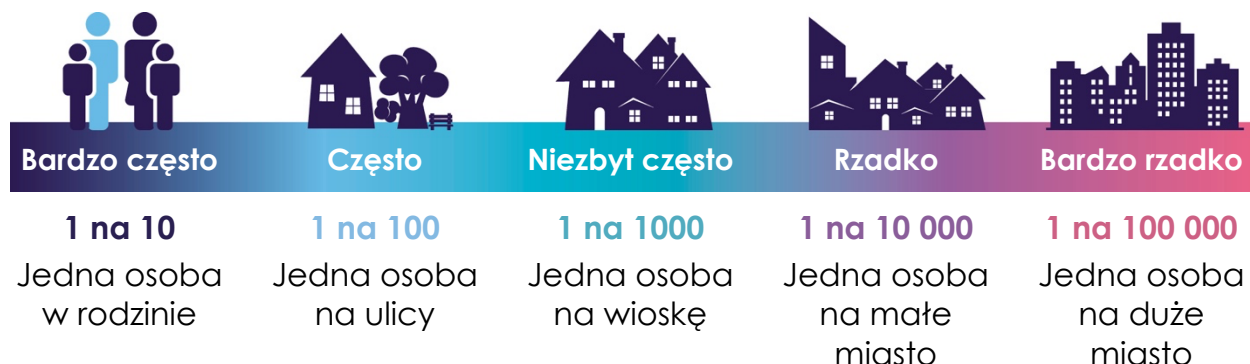 Bardzo często
Często
Niezbyt często
Rzadko
Bardzo rzadko
1 na 10
1 na 100
1 na 1000
1 na 10 000
1 na 100 000
Jedna osoba
w rodzinie
Jedna osoba
na ulicy
Jedna osoba
na wioskę
Jedna osoba
na małe
miasto
Jedna osoba
na duże
miasto